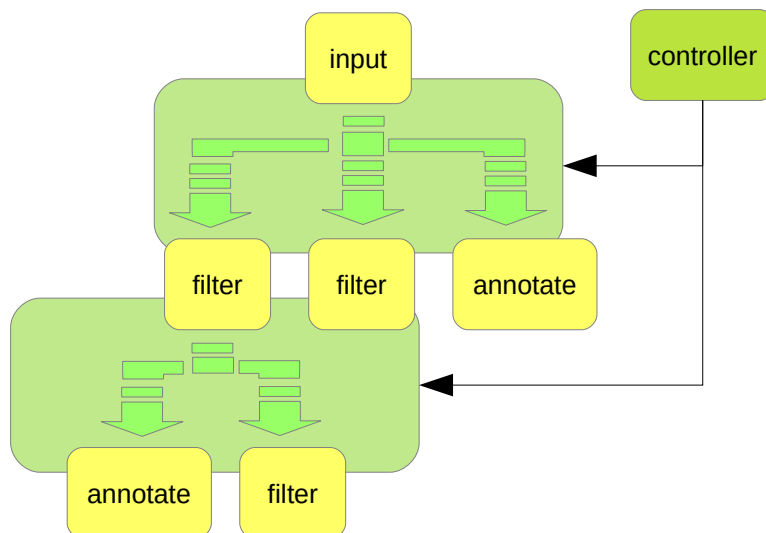 input
controller
filter
filter
annotate
annotate
filter